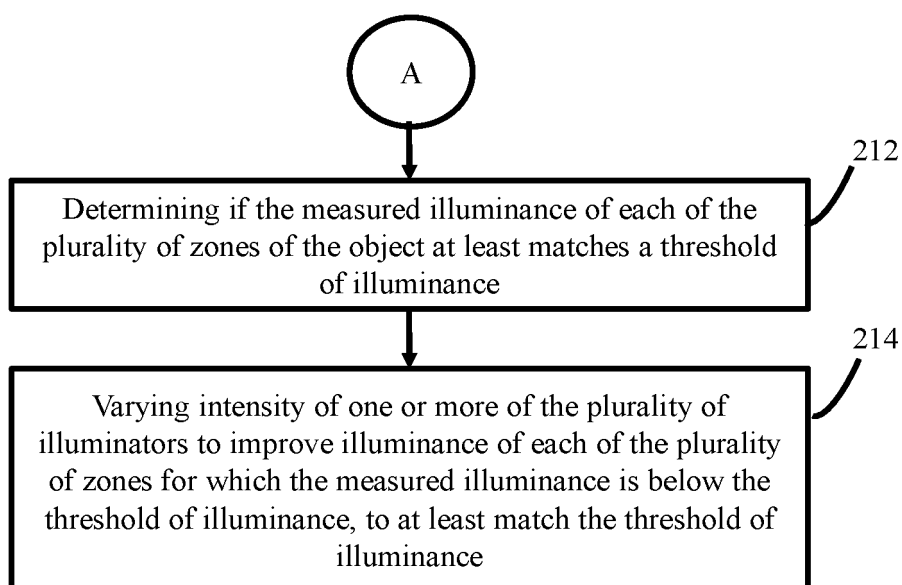 A
212
Determining if the measured illuminance of each of the
plurality of zones of the object at least matches a threshold
of illuminance
214
Varying intensity of one or more of the plurality of
illuminators to improve illuminance of each of the plurality
of zones for which the measured illuminance is below the
threshold of illuminance, to at least match the threshold of
illuminance